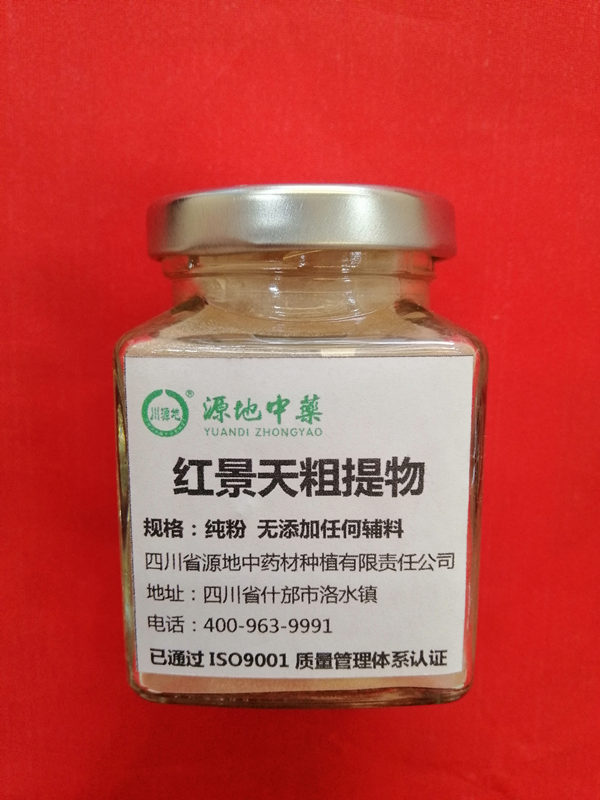 川源地®
源地中藥
YUANDI ZHONGYAO
红景天粗提物
规格：纯粉 无添加任何辅料
四川省源地中药材种植有限责任公司
地址：四川省什邡市洛水镇
电话：400-963-9991
已通过 ISO9001 质量管理体系认证